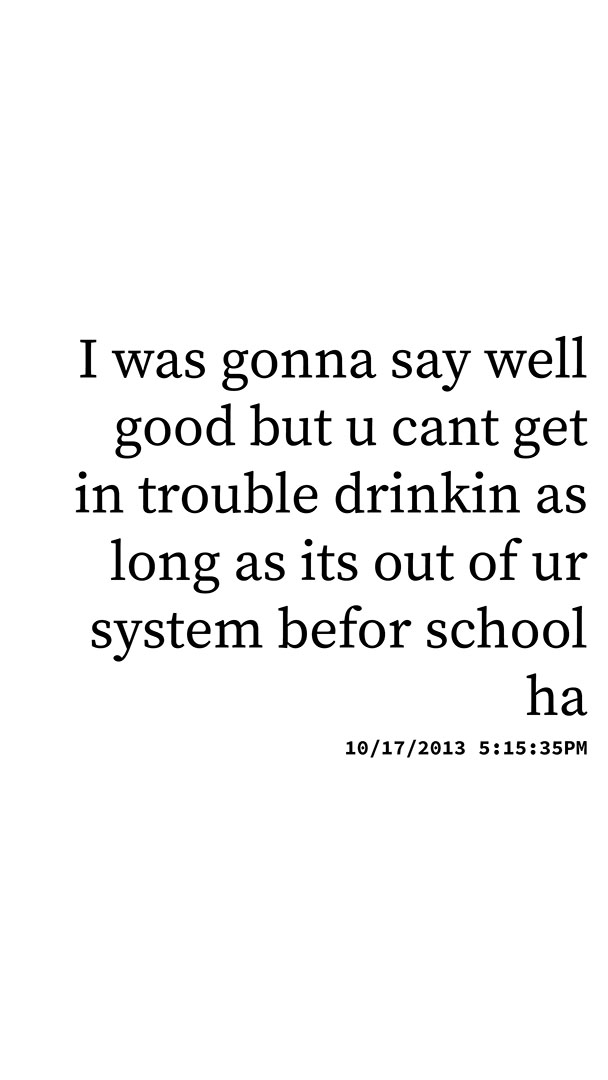 I was gonna say well
good but u cant get
in trouble drinkin as
long as its out of ur
system befor school
ha
10/17/2013 5:15:35PM